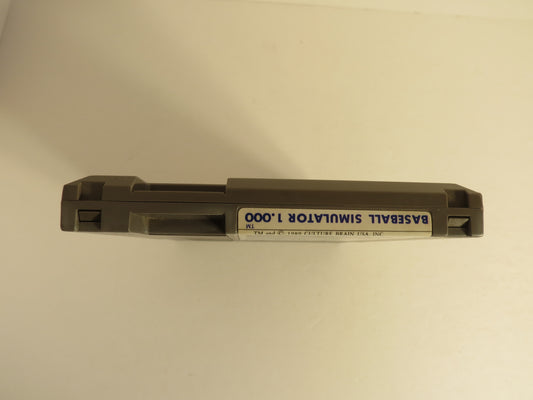 BASEBALL SIMULATOR 1.000
TM
TM and © 1989 CULTURE BRAIN USA, INC.